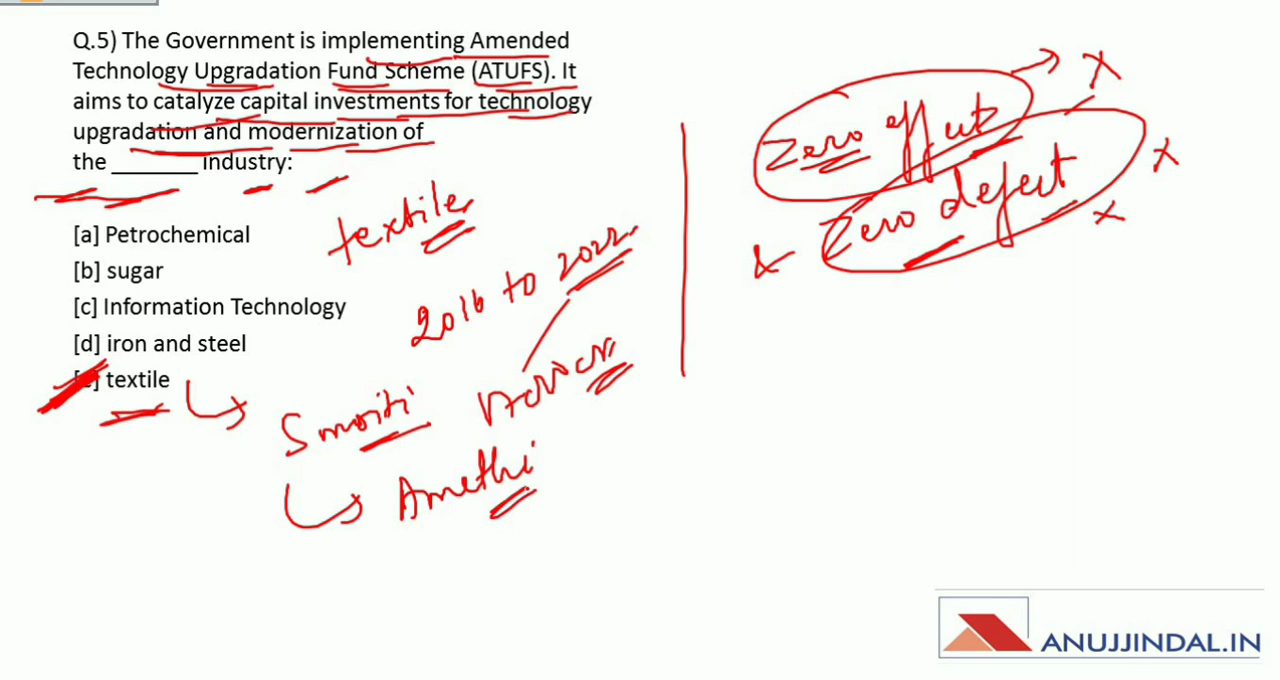 Q.5) The Government is implementing Amended
Technology Upgradation Fund Scheme (ATUFS). It
aims to catalyze capital investments for technology
upgradation and modernization of
the ________ industry:
[a] Petrochemical
[b] sugar
[c] Information Technology
[d] iron and steel
textile
textile
2016 to 2022
Smriti
Amethi
Zero effect
& Zero defect
ANUJJINDAL.IN